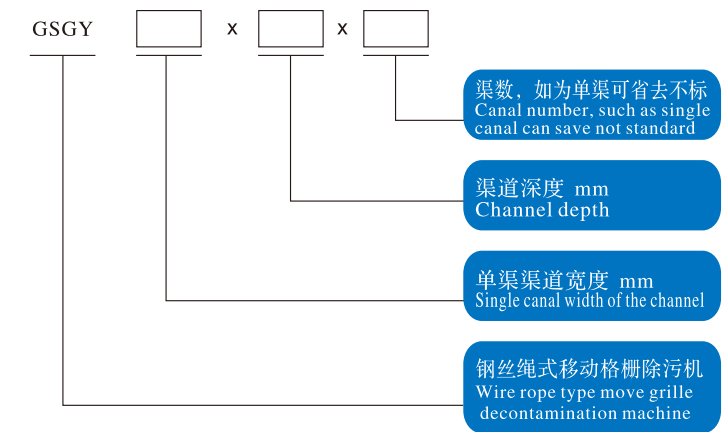 GSGY □ x □ x □
渠数，如为单渠可省去不标
Canal number, such as single
canal can save not standard
渠道深度 mm
Channel depth
单渠渠道宽度 mm
Single canal width of the channel
钢丝绳式移动格栅除污机
Wire rope type move grille
decontamination machine